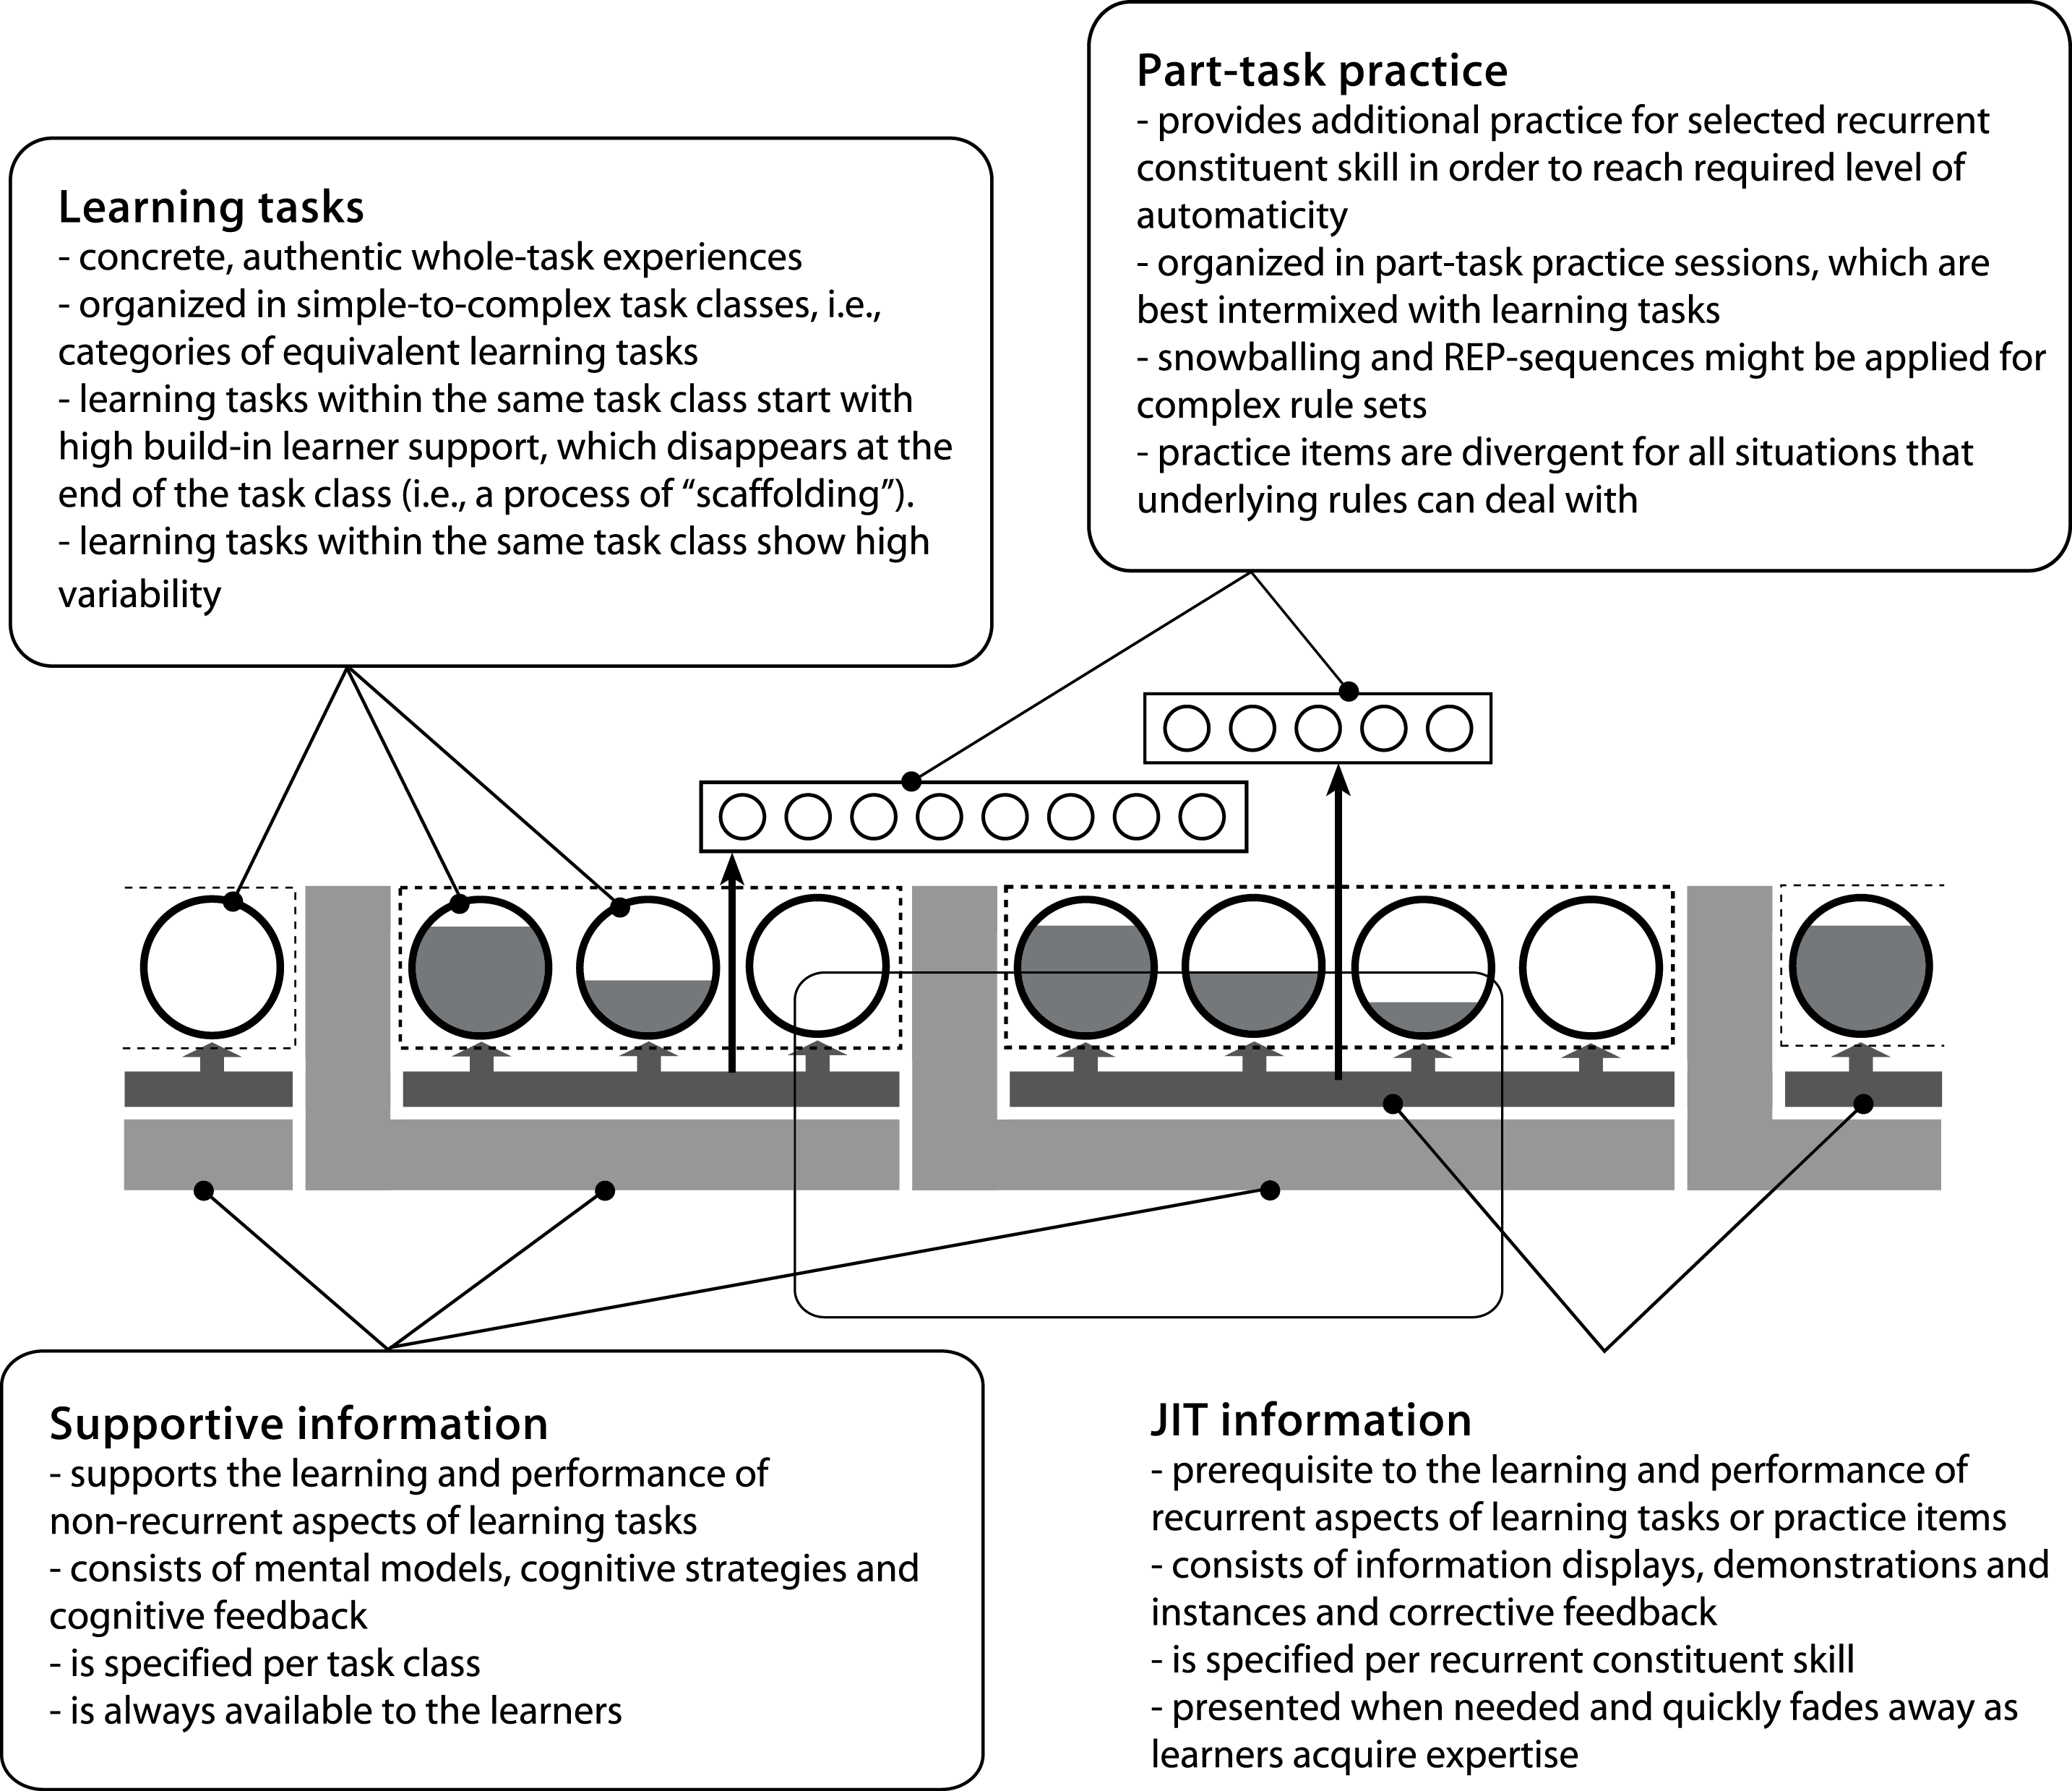 Learning tasks
- concrete, authentic whole-task experiences
- organized in simple-to-complex task classes, i.e.,
categories of equivalent learning tasks
- learning tasks within the same task class start with
high build-in learner support, which disappears at the
end of the task class (i.e., a process of “scaffolding”).
- learning tasks within the same task class show high
variability
Part-task practice
- provides additional practice for selected recurrent
constituent skill in order to reach required level of
automaticity
- organized in part-task practice sessions, which are
best intermixed with learning tasks
- snowballing and REP-sequences might be applied for
complex rule sets
- practice items are divergent for all situations that
underlying rules can deal with
Supportive information
- supports the learning and performance of
non-recurrent aspects of learning tasks
- consists of mental models, cognitive strategies and
cognitive feedback
- is specified per task class
- is always available to the learners
JIT information
- prerequisite to the learning and performance of
recurrent aspects of learning tasks or practice items
- consists of information displays, demonstrations and
instances and corrective feedback
- is specified per recurrent constituent skill
- presented when needed and quickly fades away as
learners acquire expertise